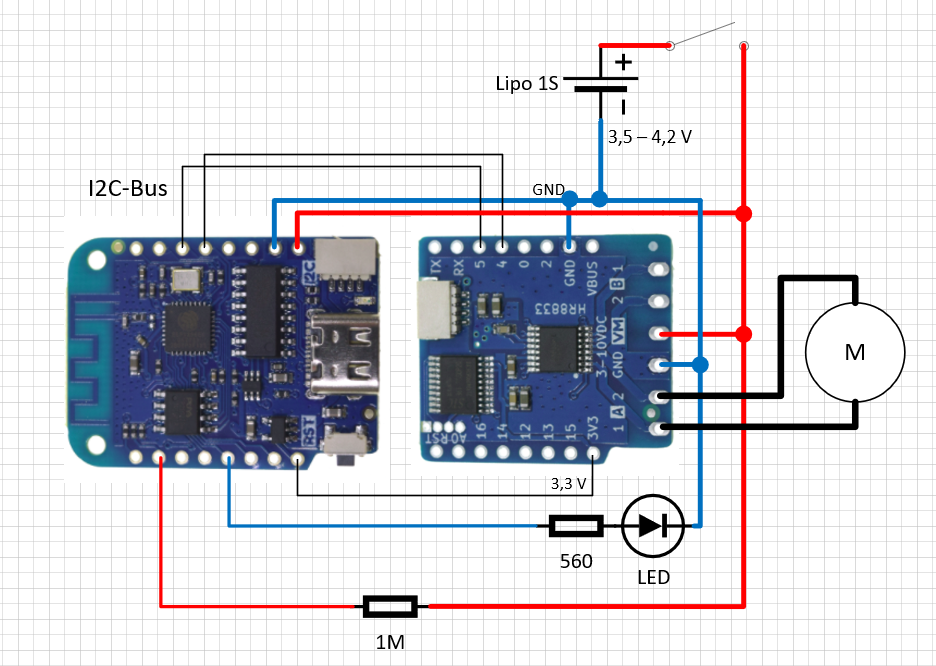 +
Lipo 1S
–
3,5 – 4,2 V
I2C-Bus
GND
TX
RX
5
4
0
2
GND
VBUS
I2C
HR8833
3-10VDC
1
B
2
VM
GND
2
A
1
M
RST
RST
A0
16
14
12
13
15
3V3
3,3 V
560
LED
1M